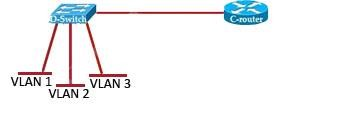 D-Switch
C-router
VLAN 1
VLAN 2
VLAN 3